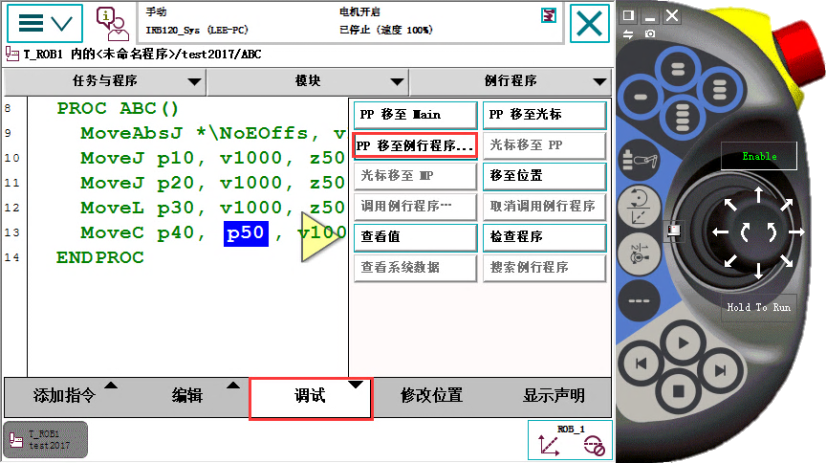 手动
电机开启
IRB120_Sys (LEE-PC)
已停止 (速度 100%)
T_ROB1 内的<未命名程序>/test2017/ABC
任务与程序
模块
例行程序
8 PROC ABC()
9 MoveAbsJ *\NoEOffs, v
10 MoveJ p10, v1000, z50
11 MoveJ p20, v1000, z50
12 MoveL p30, v1000, z50
13 MoveC p40, p50 , v100
14 ENDPROC
PP 移至 Main
PP 移至光标
PP 移至例行程序...
光标移至 PP
光标移至 MP
移至位置
调用例行程序…
取消调用例行程序
查看值
检查程序
查看系统数据
搜索例行程序
添加指令
编辑
调试
修改位置
显示声明
T_ROB1
test2017
ROB_1
Enable
Hold To Run